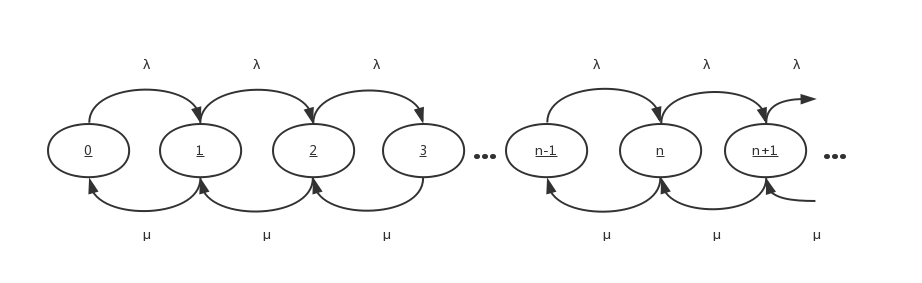 λ λ λ λ λ λ
0 1 2 3 ••• n-1 n n+1 •••
μ μ μ μ μ μ